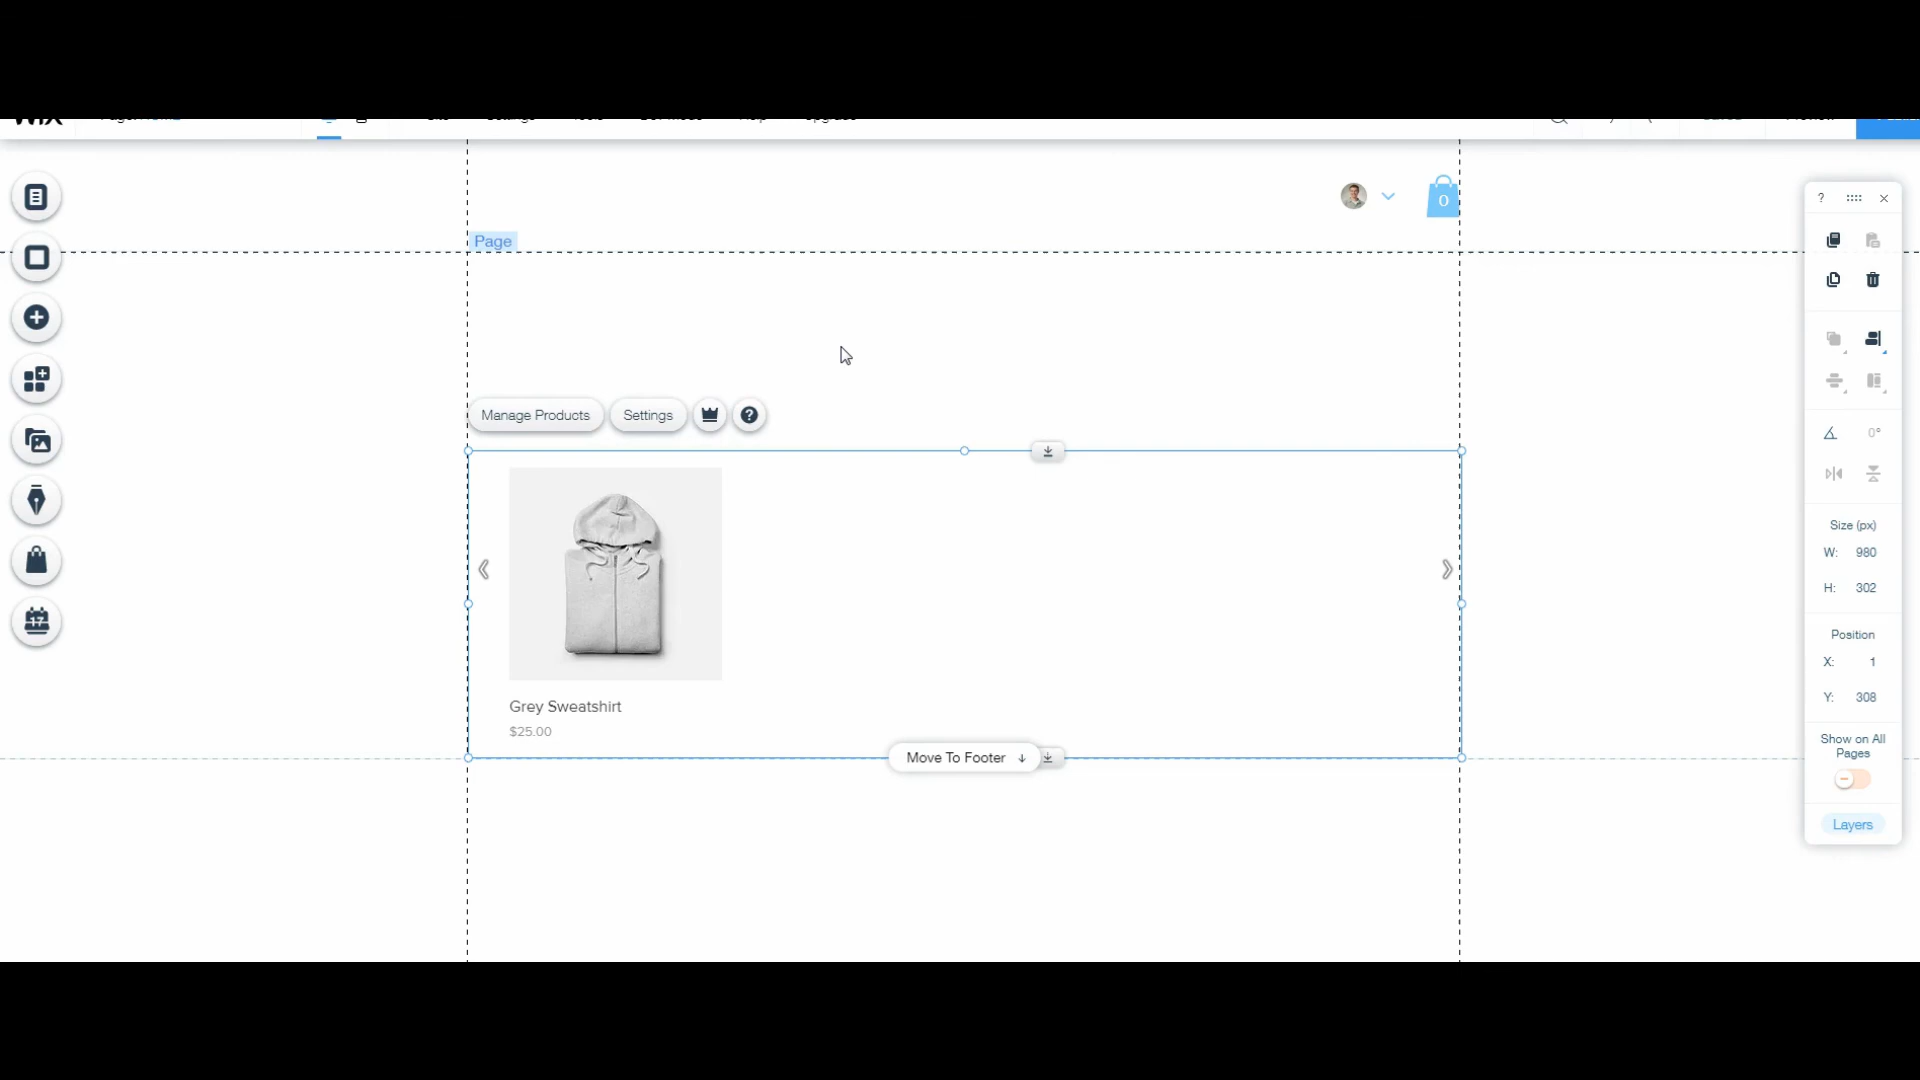 Page
0
Manage Products
Settings
?
Grey Sweatshirt
$25.00
Move To Footer ↓
17
?
0°
Size (px)
W: 980
H: 302
Position
X: 1
Y: 308
Show on All
Pages
Layers